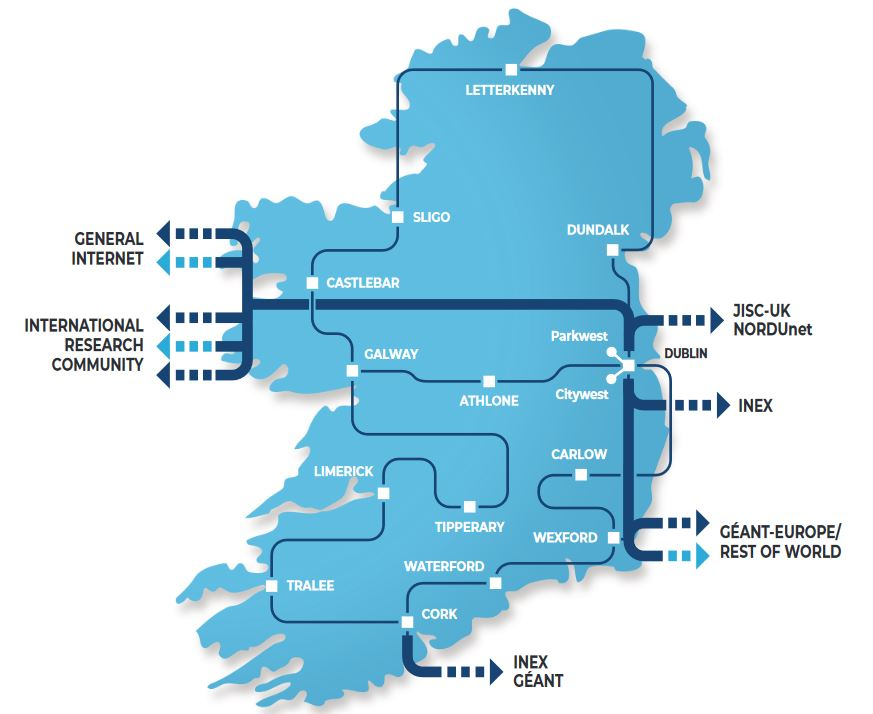 LETTERKENNY
SLIGO
DUNDALK
GENERAL
INTERNET
CASTLEBAR
INTERNATIONAL
RESEARCH
COMMUNITY
JISC-UK
NORDUnet
Parkwest
DUBLIN
GALWAY
ATHLONE
Citywest
INEX
CARLOW
LIMERICK
TIPPERARY
WEXFORD
GÉANT-EUROPE/
REST OF WORLD
WATERFORD
TRALEE
CORK
INEX
GÉANT